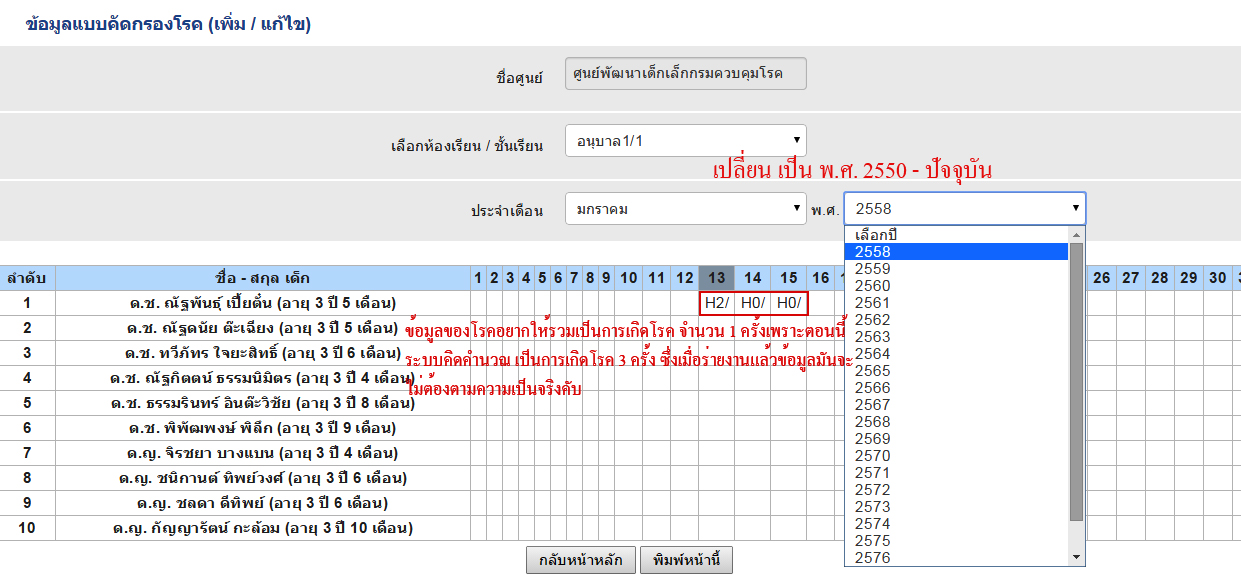 ข้อมูลแบบคัดกรองโรค (เพิ่ม / แก้ไข)
ชื่อศูนย์ ศูนย์พัฒนาเด็กเล็กกรมควบคุมโรค
เลือกห้องเรียน / ชั้นเรียน อนุบาล1/1
เปลี่ยน เป็น พ.ศ. 2550 - ปัจจุบัน
ประจำเดือน มกราคม พ.ศ. 2558
เลือกปี
2558
2559
2560
2561
2562
2563
2564
2565
2566
2567
2568
2569
2570
2571
2572
2573
2574
2575
2576
ลำดับ ชื่อ - สกุล เด็ก 1 2 3 4 5 6 7 8 9 10 11 12 13 14 15 16 26 27 28 29 30
1 ด.ช. ณัฐพันธุ์ เปี้ยตั๋น (อายุ 3 ปี 5 เดือน) H2/ H0/ H0/
2 ด.ช. ณัฐดนัย ต๊ะเฉียง (อายุ 3 ปี 5 เดือน)
3 ด.ช. ทวีภัทร ใจยะสิทธิ์ (อายุ 3 ปี 6 เดือน)
4 ด.ช. ณัฐกิตตน์ ธรรมนิมิตร (อายุ 3 ปี 4 เดือน)
5 ด.ช. ธรรมรินทร์ อินต๊ะวิชัย (อายุ 3 ปี 8 เดือน)
6 ด.ช. พิพัฒพงษ์ พิลึก (อายุ 3 ปี 9 เดือน)
7 ด.ญ. จิรชยา บางแบน (อายุ 3 ปี 4 เดือน)
8 ด.ญ. ชนิกานต์ ทิพย์วงศ์ (อายุ 3 ปี 6 เดือน)
9 ด.ญ. ชลดา ดีทิพย์ (อายุ 3 ปี 6 เดือน)
10 ด.ญ. กัญญารัตน์ กะล้อม (อายุ 3 ปี 10 เดือน)
ข้อมูลของโรคอยากให้รวมเป็นการเกิดโรค จำนวน 1 ครั้งเพราะตอนนี้
ระบบคิดคำนวณ เป็นการเกิดโรค 3 ครั้ง ซึ่งเมื่อร่ายงานแล้วข้อมูลมันจะ
ไม่ต้องตามความเป็นจริงคับ
กลับหน้าหลัก พิมพ์หน้านี้